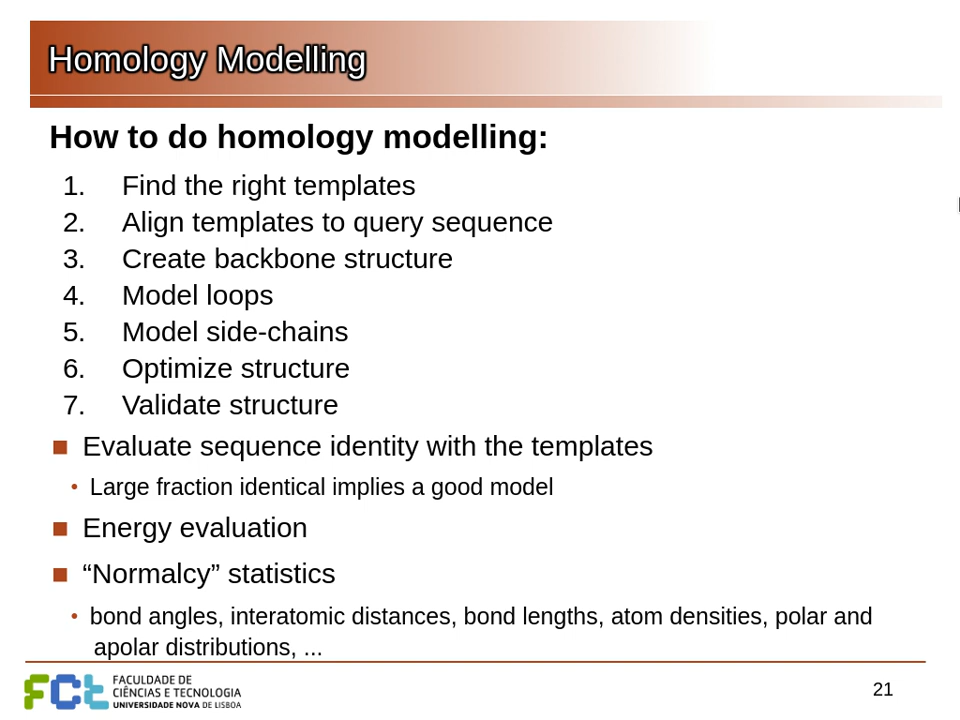 Homology Modelling
How to do homology modelling:
1. Find the right templates
2. Align templates to query sequence
3. Create backbone structure
4. Model loops
5. Model side-chains
6. Optimize structure
7. Validate structure
■ Evaluate sequence identity with the templates
• Large fraction identical implies a good model
■ Energy evaluation
■ “Normalcy” statistics
• bond angles, interatomic distances, bond lengths, atom densities, polar and
apolar distributions, ...
FCT
FACULDADE DE
CIÊNCIAS E TECNOLOGIA
UNIVERSIDADE NOVA DE LISBOA
21